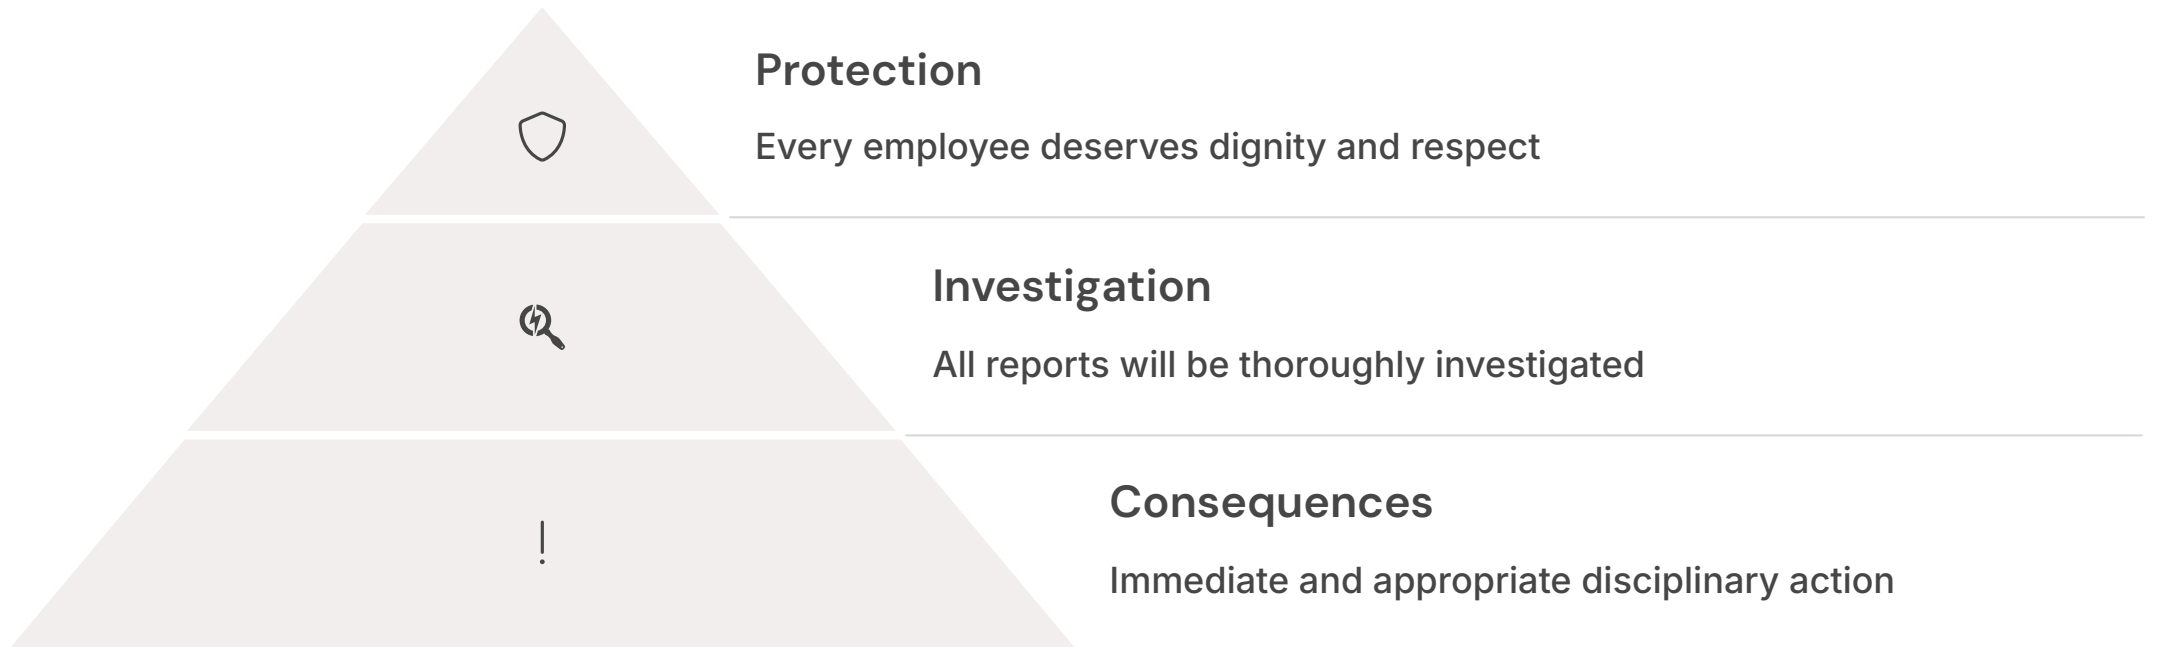 Protection
Every employee deserves dignity and respect
Investigation
All reports will be thoroughly investigated
Consequences
Immediate and appropriate disciplinary action